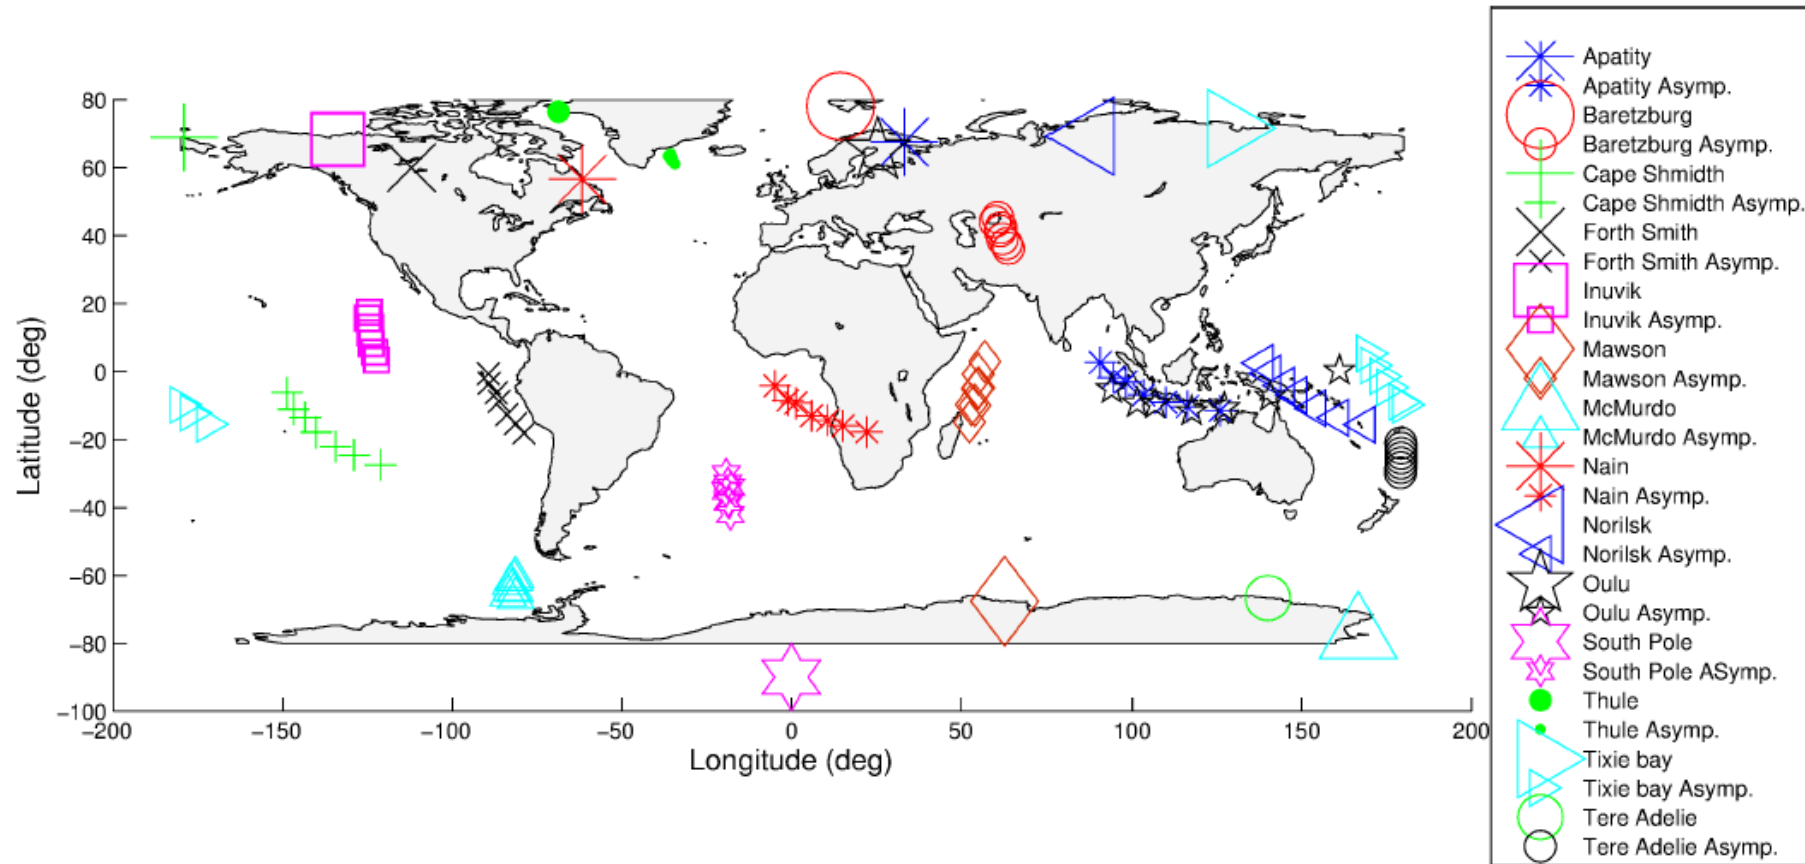 80
60
40
20
0
−20
−40
−60
−80
−100
Latitude (deg)
−200
−150
−100
−50
0
50
100
150
200
Longitude (deg)
Apatity
Apatity Asymp.
Baretzburg
Baretzburg Asymp.
Cape Shmidth
Cape Shmidth Asymp.
Forth Smith
Forth Smith Asymp.
Inuvik
Inuvik Asymp.
Mawson
Mawson Asymp.
McMurdo
McMurdo Asymp.
Nain
Nain Asymp.
Norilsk
Norilsk Asymp.
Oulu
Oulu Asymp.
South Pole
South Pole ASymp.
Thule
Thule Asymp.
Tixie bay
Tixie bay Asymp.
Tere Adelie
Tere Adelie Asymp.